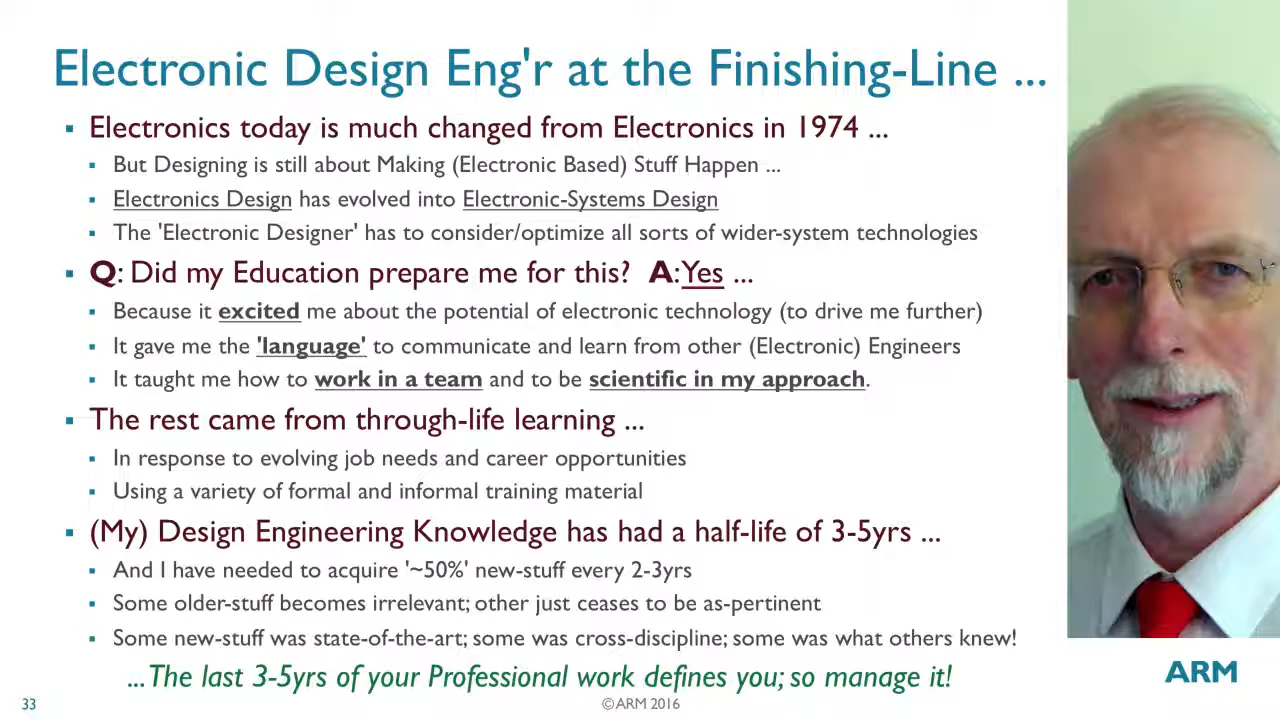 Electronic Design Eng'r at the Finishing-Line ...
Electronics today is much changed from Electronics in 1974 ...
But Designing is still about Making (Electronic Based) Stuff Happen ...
Electronics Design has evolved into Electronic-Systems Design
The 'Electronic Designer' has to consider/optimize all sorts of wider-system technologies
Q: Did my Education prepare me for this? A:Yes ...
Because it excited me about the potential of electronic technology (to drive me further)
It gave me the 'language' to communicate and learn from other (Electronic) Engineers
It taught me how to work in a team and to be scientific in my approach.
The rest came from through-life learning ...
In response to evolving job needs and career opportunities
Using a variety of formal and informal training material
(My) Design Engineering Knowledge has had a half-life of 3-5yrs ...
And I have needed to acquire '~50%' new-stuff every 2-3yrs
Some older-stuff becomes irrelevant; other just ceases to be as-pertinent
Some new-stuff was state-of-the-art; some was cross-discipline; some was what others knew!
...The last 3-5yrs of your Professional work defines you; so manage it!
ARM
33
©ARM 2016